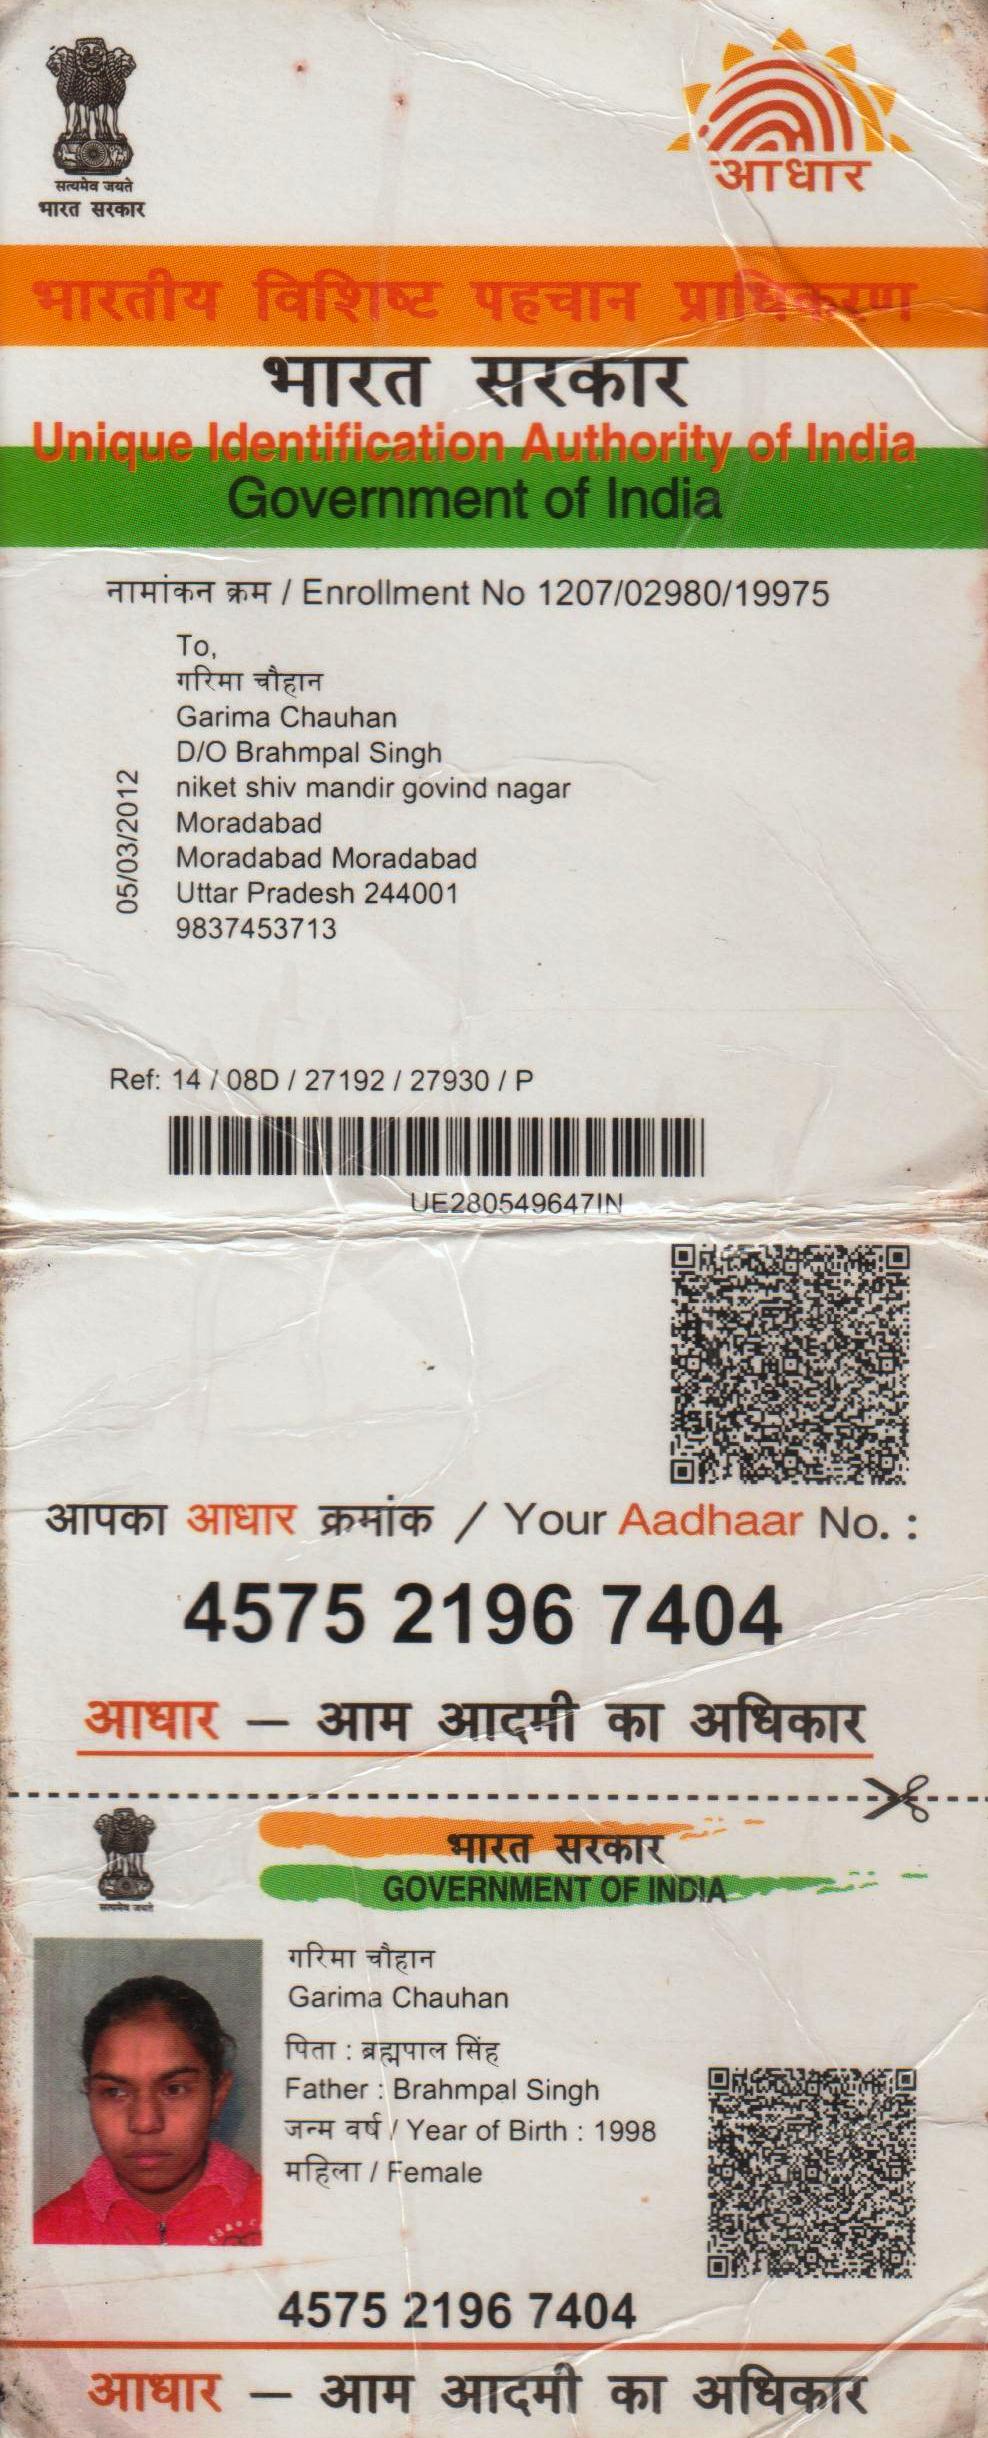 सत्यमेव जयते
भारत सरकार
आधार
भारतीय विशिष्ट पहचान प्राधिकरण
भारत सरकार
Unique Identification Authority of India
Government of India
नामांकन क्रम / Enrollment No 1207/02980/19975
To,
गरिमा चौहान
Garima Chauhan
D/O Brahmpal Singh
niket shiv mandir govind nagar
Moradabad
Moradabad Moradabad
Uttar Pradesh 244001
9837453713
05/03/2012
Ref: 14 / 08D / 27192 / 27930 / P
UE280549647IN
आपका आधार क्रमांक / Your Aadhaar No. :
4575 2196 7404
आधार – आम आदमी का अधिकार
सत्यमेव जयते
भारत सरकार
GOVERNMENT OF INDIA
गरिमा चौहान
Garima Chauhan
पिता : ब्रह्मपाल सिंह
Father : Brahmpal Singh
जन्म वर्ष / Year of Birth : 1998
महिला / Female
4575 2196 7404
आधार – आम आदमी का अधिकार